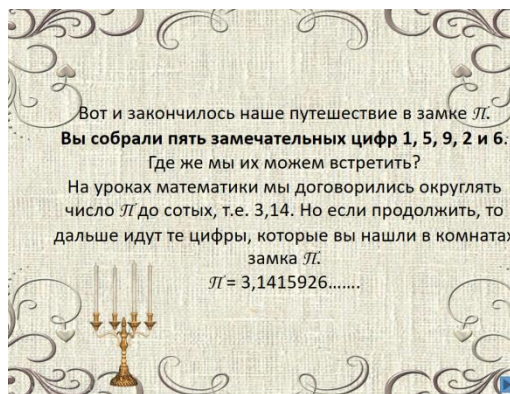 Вот и закончилось наше путешествие в замке П.
Вы собрали пять замечательных цифр 1, 5, 9, 2 и 6.
Где же мы их можем встретить?
На уроках математики мы договорились округлять
число П до сотых, т.е. 3,14. Но если продолжить, то
дальше идут те цифры, которые вы нашли в комнатах
замка П.
П = 3,1415926…….